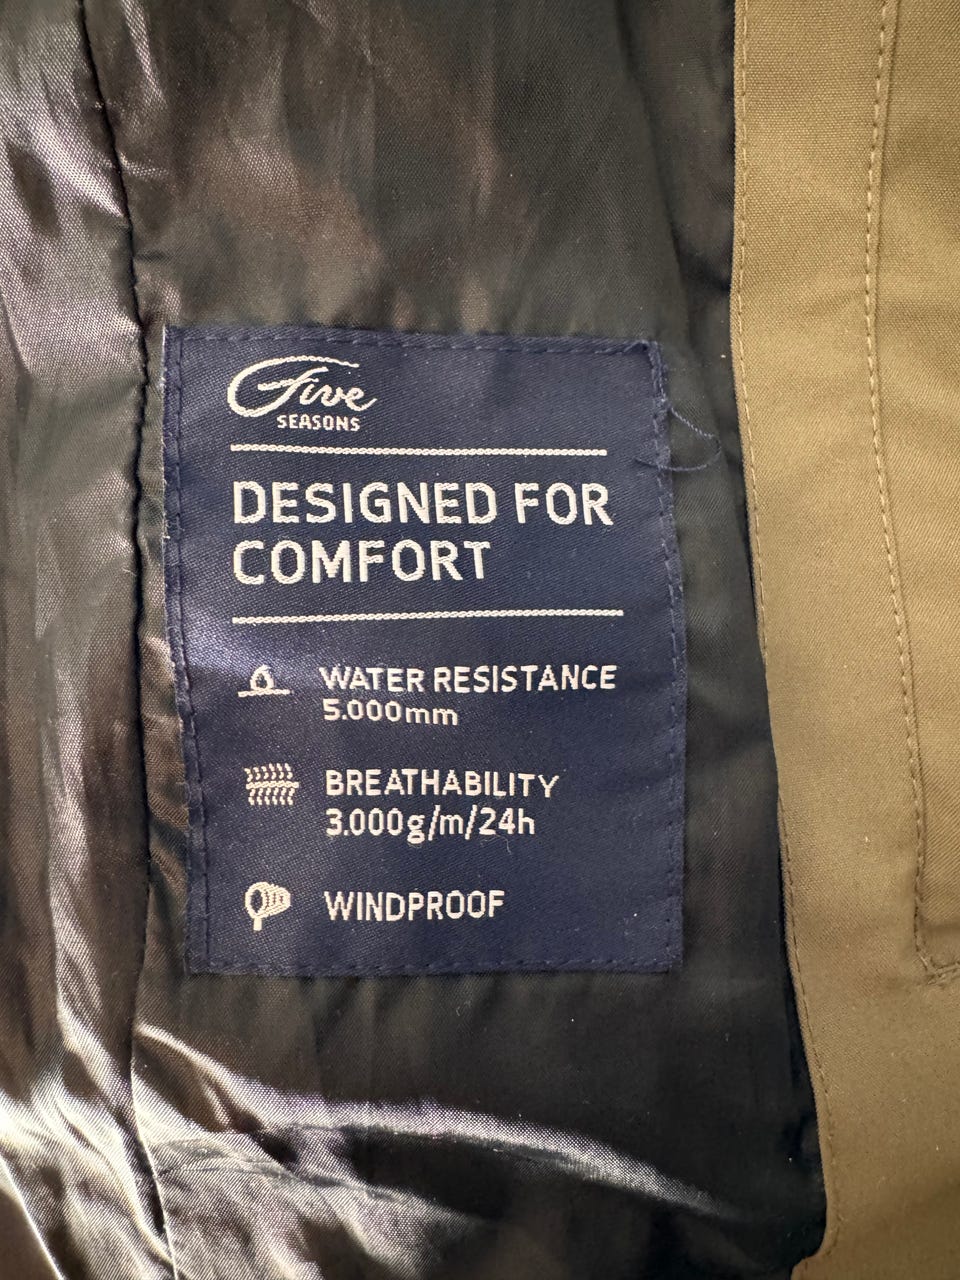 Five
SEASONS
DESIGNED FOR
COMFORT
WATER RESISTANCE
5.000mm
BREATHABILITY
3.000g/m/24h
WINDPROOF